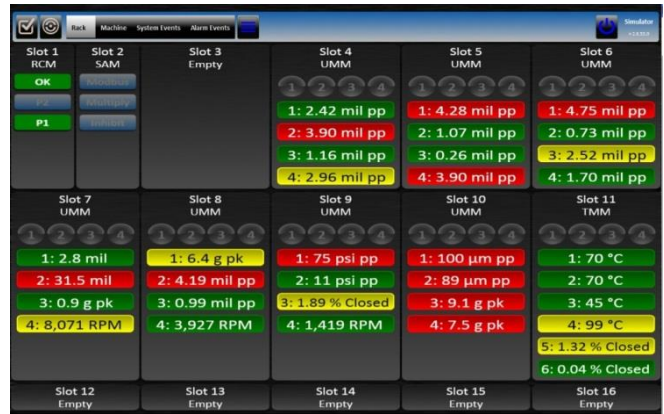 Rack Machine System Events Alarm Events
Simulator
Slot 1
RCM
OK
P2
P1
Slot 2
SAM
Modbus
Multiply
Inhibit
Slot 3
Empty
Slot 4
UMM
1 2 3 4
1: 2.42 mil pp
2: 3.90 mil pp
3: 1.16 mil pp
4: 2.96 mil pp
Slot 5
UMM
1 2 3 4
1: 4.28 mil pp
2: 1.07 mil pp
3: 0.26 mil pp
4: 3.90 mil pp
Slot 6
UMM
1 2 3 4
1: 4.75 mil pp
2: 0.73 mil pp
3: 2.52 mil pp
4: 1.70 mil pp
Slot 7
UMM
1 2 3 4
1: 2.8 mil
2: 31.5 mil
3: 0.9 g pk
4: 8,071 RPM
Slot 8
UMM
1 2 3 4
1: 6.4 g pk
2: 4.19 mil pp
3: 0.99 mil pp
4: 3,927 RPM
Slot 9
UMM
1 2 3 4
1: 75 psi pp
2: 11 psi pp
3: 1.89 % Closed
4: 1,419 RPM
Slot 10
UMM
1 2 3 4
1: 100 µm pp
2: 89 µm pp
3: 9.1 g pk
4: 7.5 g pk
Slot 11
TMM
1: 70 °C
2: 70 °C
3: 45 °C
4: 99 °C
5: 1.32 % Closed
6: 0.04 % Closed
Slot 12
Empty
Slot 13
Empty
Slot 14
Empty
Slot 15
Empty
Slot 16
Empty